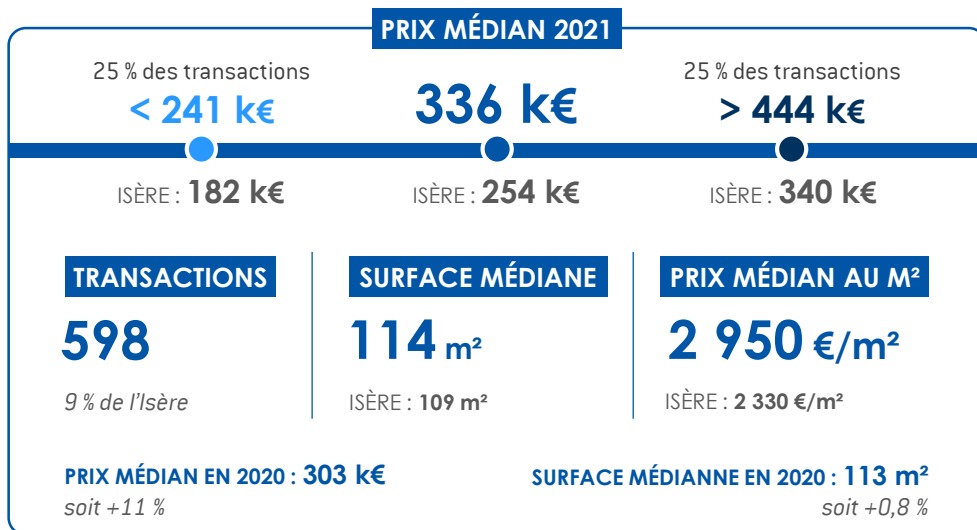 PRIX MÉDIAN 2021
25 % des transactions
< 241 k€
ISÈRE : 182 k€
336 k€
ISÈRE : 254 k€
25 % des transactions
> 444 k€
ISÈRE : 340 k€
TRANSACTIONS
598
9 % de l'Isère
SURFACE MÉDIANE
114 m²
ISÈRE : 109 m²
PRIX MÉDIAN AU M²
2 950 €/m²
ISÈRE : 2 330 €/m²
PRIX MÉDIAN EN 2020 : 303 k€
soit +11 %
SURFACE MÉDIANNE EN 2020 : 113 m²
soit +0,8 %